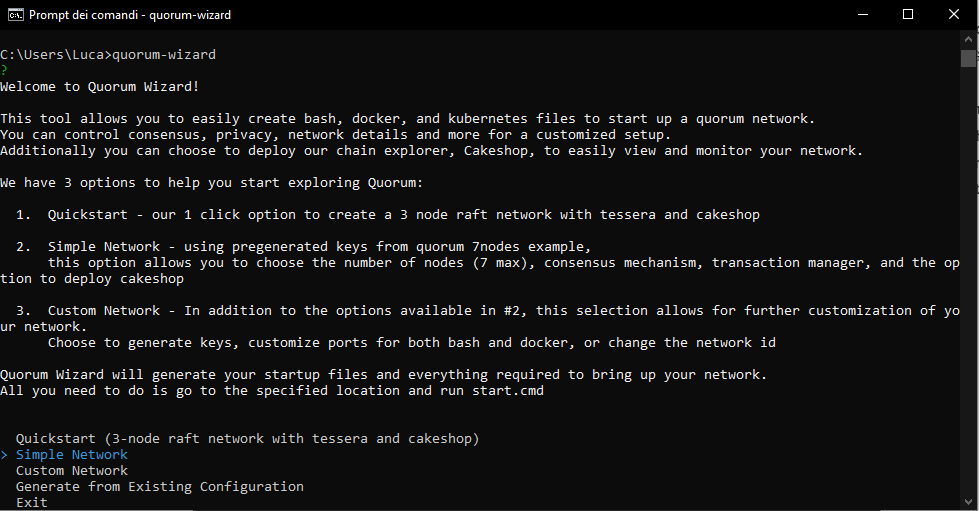 Prompt dei comandi - quorum-wizard
C:\Users\Luca>quorum-wizard
?
Welcome to Quorum Wizard!
This tool allows you to easily create bash, docker, and kubernetes files to start up a quorum network.
You can control consensus, privacy, network details and more for a customized setup.
Additionally you can choose to deploy our chain explorer, Cakeshop, to easily view and monitor your network.
We have 3 options to help you start exploring Quorum:
1. Quickstart - our 1 click option to create a 3 node raft network with tessera and cakeshop
2. Simple Network - using pregenerated keys from quorum 7nodes example,
this option allows you to choose the number of nodes (7 max), consensus mechanism, transaction manager, and the op
tion to deploy cakeshop
3. Custom Network - In addition to the options available in #2, this selection allows for further customization of yo
ur network.
Choose to generate keys, customize ports for both bash and docker, or change the network id
Quorum Wizard will generate your startup files and everything required to bring up your network.
All you need to do is go to the specified location and run start.cmd
Quickstart (3-node raft network with tessera and cakeshop)
> Simple Network
Custom Network
Generate from Existing Configuration
Exit